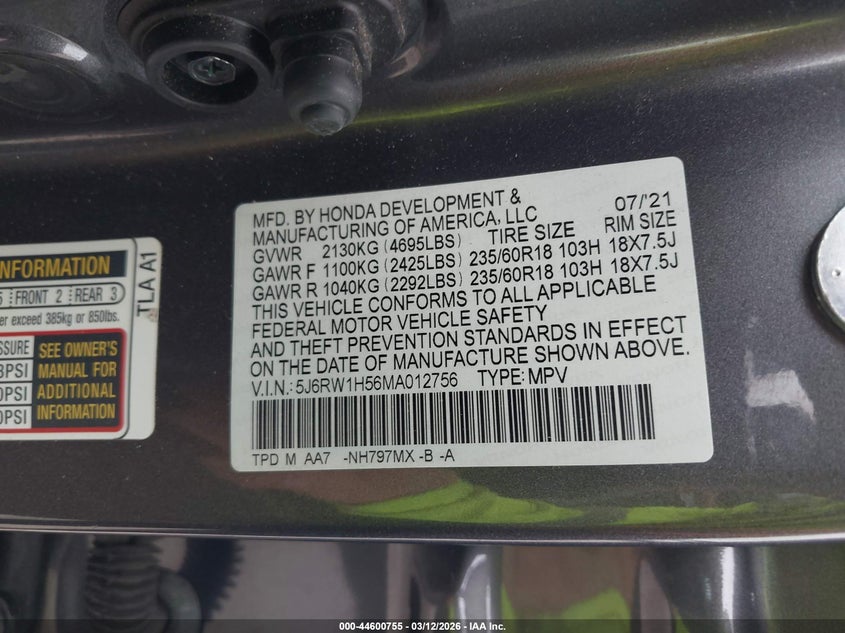 MFD. BY HONDA DEVELOPMENT & 07/'21
MANUFACTURING OF AMERICA, LLC
GVWR 2130KG (4695LBS) TIRE SIZE RIM SIZE
GAWR F 1100KG (2425LBS) 235/60R18 103H 18X7.5J
GAWR R 1040KG (2292LBS) 235/60R18 103H 18X7.5J
THIS VEHICLE CONFORMS TO ALL APPLICABLE
FEDERAL MOTOR VEHICLE SAFETY
AND THEFT PREVENTION STANDARDS IN EFFECT
ON THE DATE OF MANUFACTURE SHOWN ABOVE.
V.I.N.: 5J6RW1H56MA012756 TYPE: MPV
TPD M AA7 -NH797MX -B -A
TLA A1
FRONT 2 REAR 3
exceed 385kg or 850lbs.
SEE OWNER'S
MANUAL FOR
ADDITIONAL
INFORMATION
PSI
000-44600755 - 03/12/2026 - IAA Inc.